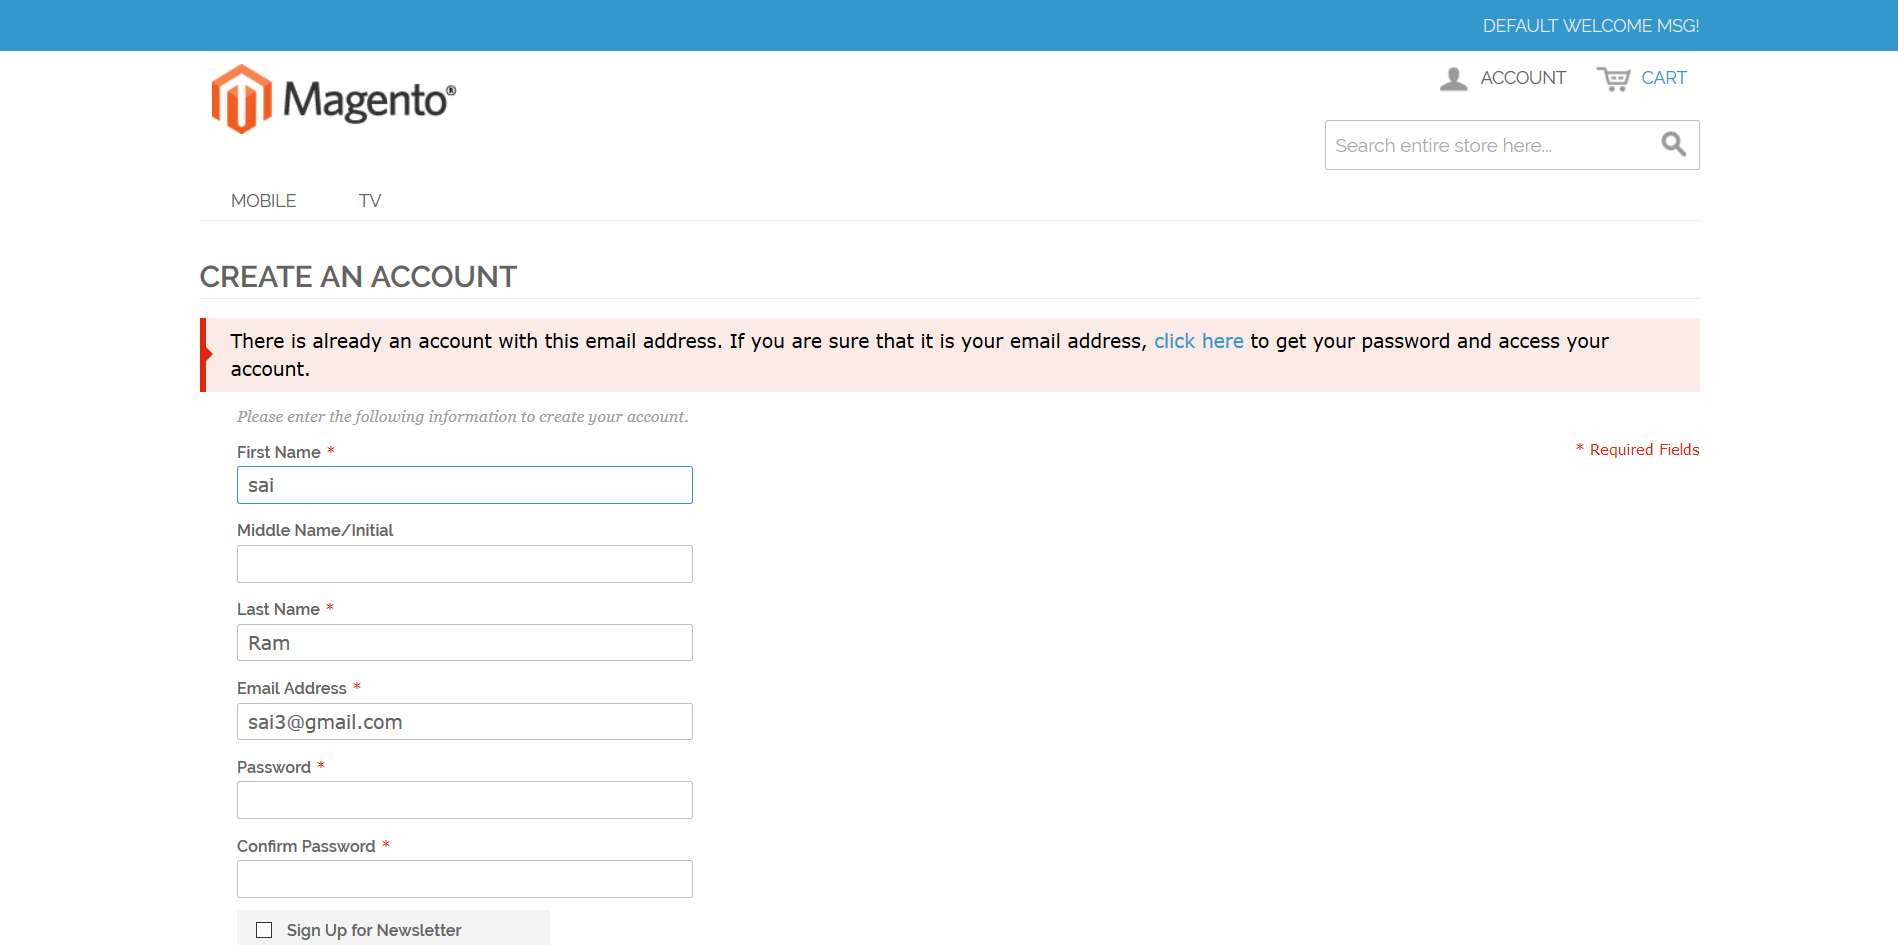 DEFAULT WELCOME MSG!
Magento®
ACCOUNT
CART
Search entire store here...
MOBILE
TV
CREATE AN ACCOUNT
There is already an account with this email address. If you are sure that it is your email address, click here to get your password and access your
account.
Please enter the following information to create your account.
First Name *
* Required Fields
sai
Middle Name/Initial
Last Name *
Ram
Email Address *
sai3@gmail.com
Password *
Confirm Password *
Sign Up for Newsletter